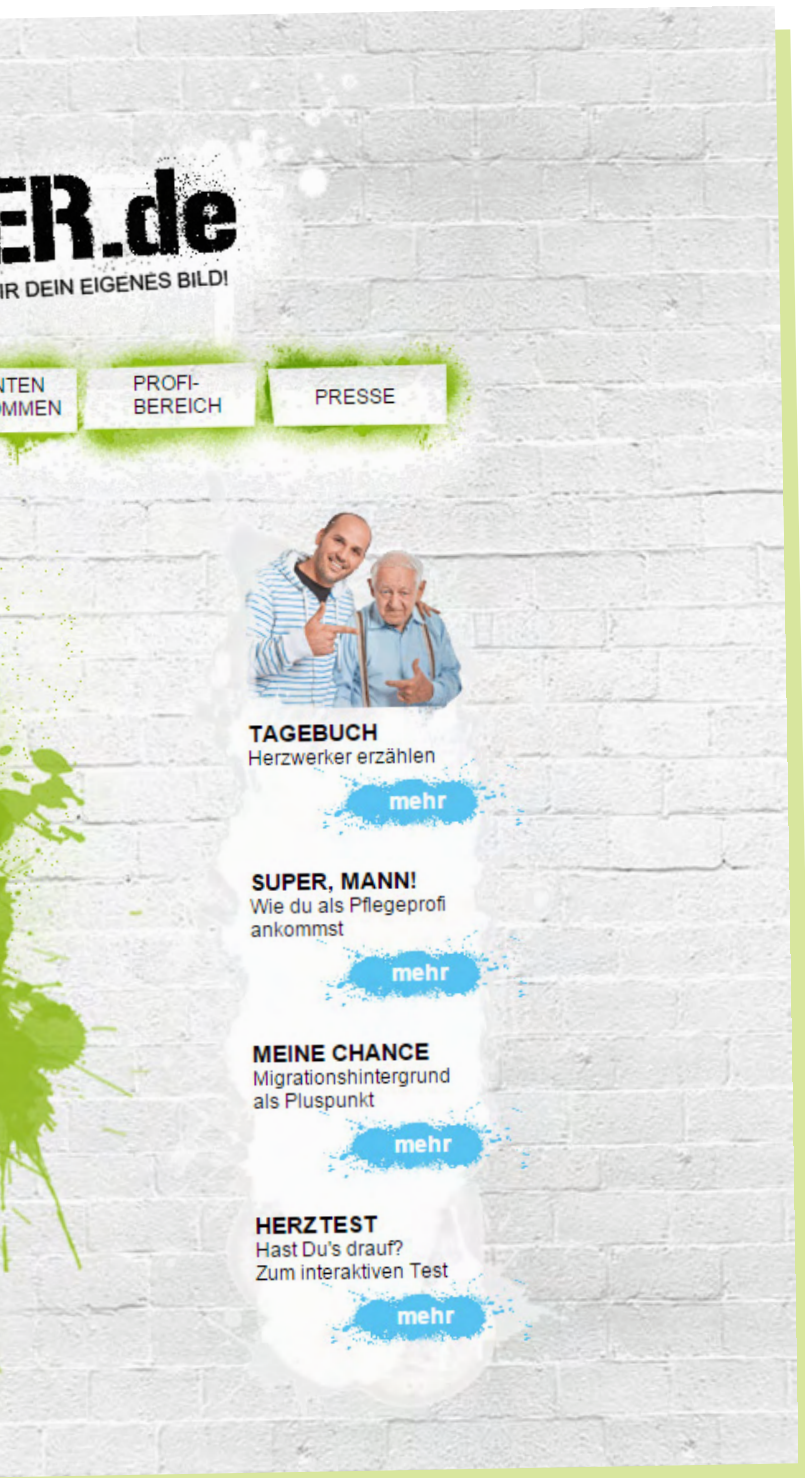 ER.de
IR DEIN EIGENES BILD!
NTEN
OMMEN
PROFI-
BEREICH
PRESSE
TAGEBUCH
Herzwerker erzählen
mehr
SUPER, MANN!
Wie du als Pflegeprofi
ankommst
mehr
MEINE CHANCE
Migrationshintergrund
als Pluspunkt
mehr
HERZTEST
Hast Du's drauf?
Zum interaktiven Test
mehr